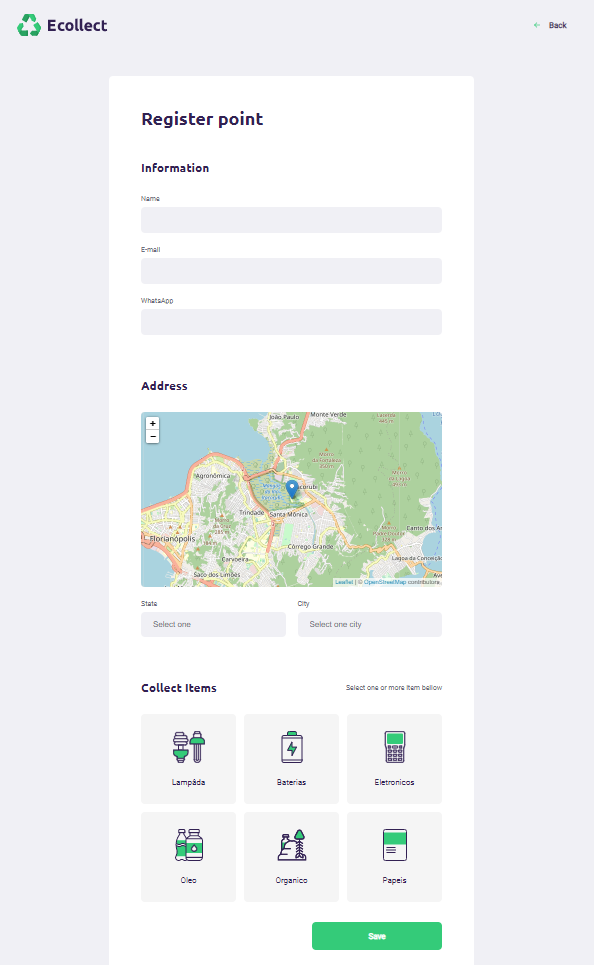 Ecollect
Back
Register point
Information
Name
E-mail
WhatsApp
Address
+
−
João Paulo
Monte Verde
Agronômica
Trindade
Santa Mônica
Florianópolis
Córrego Grande
Carvoeira
Saco dos Limões
Lagoa da Conceição
Canto dos
Leaflet | © OpenStreetMap contributors
State
City
Select one
Select one city
Collect Items
Select one or more item bellow
Lampâda
Baterias
Eletronicos
Oleo
Organico
Papeis
Save